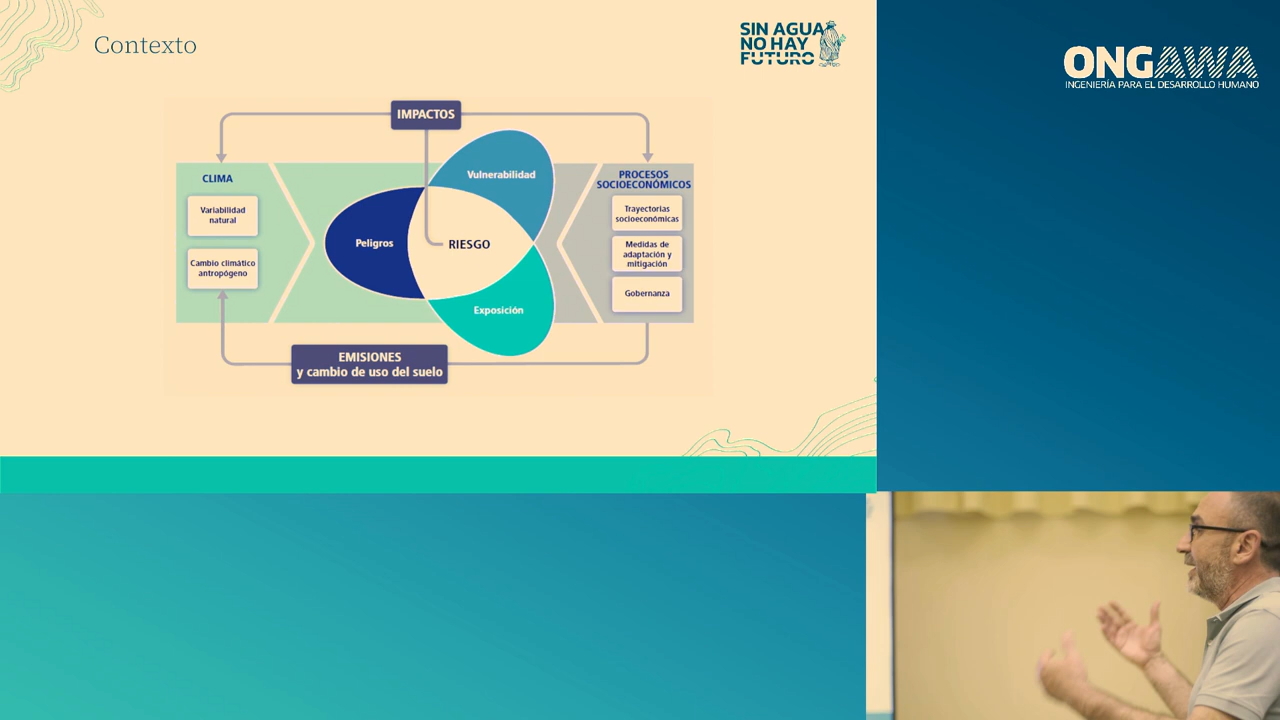 Contexto
SIN AGUA
NO HAY
FUTURO
ONGAWA
INGENIERÍA PARA EL DESARROLLO HUMANO
IMPACTOS
CLIMA
Variabilidad
natural
Cambio climático
antropógeno
Peligros
Vulnerabilidad
RIESGO
Exposición
PROCESOS
SOCIOECONÓMICOS
Trayectorias
socioeconómicas
Medidas de
adaptación y
mitigación
Gobernanza
EMISIONES
y cambio de uso del suelo